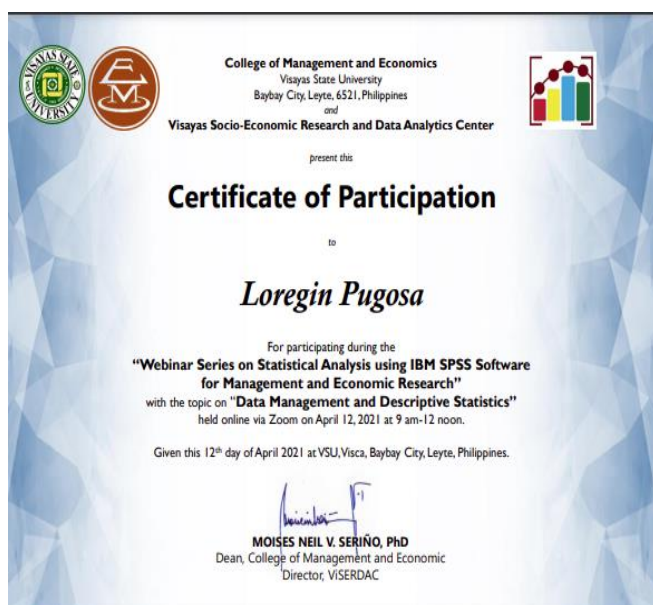 VISAYAS STATE UNIVERSITY
College of Management and Economics
Visayas State University
Baybay City, Leyte, 6521, Philippines
and
Visayas Socio-Economic Research and Data Analytics Center
present this
Certificate of Participation
to
Loregin Pugosa
For participating during the
“Webinar Series on Statistical Analysis using IBM SPSS Software
for Management and Economic Research”
with the topic on “Data Management and Descriptive Statistics”
held online via Zoom on April 12, 2021 at 9 am-12 noon.
Given this 12th day of April 2021 at VSU, Visca, Baybay City, Leyte, Philippines.
MOISES NEIL V. SERIÑO, PhD
Dean, College of Management and Economic
Director, ViSERDAC